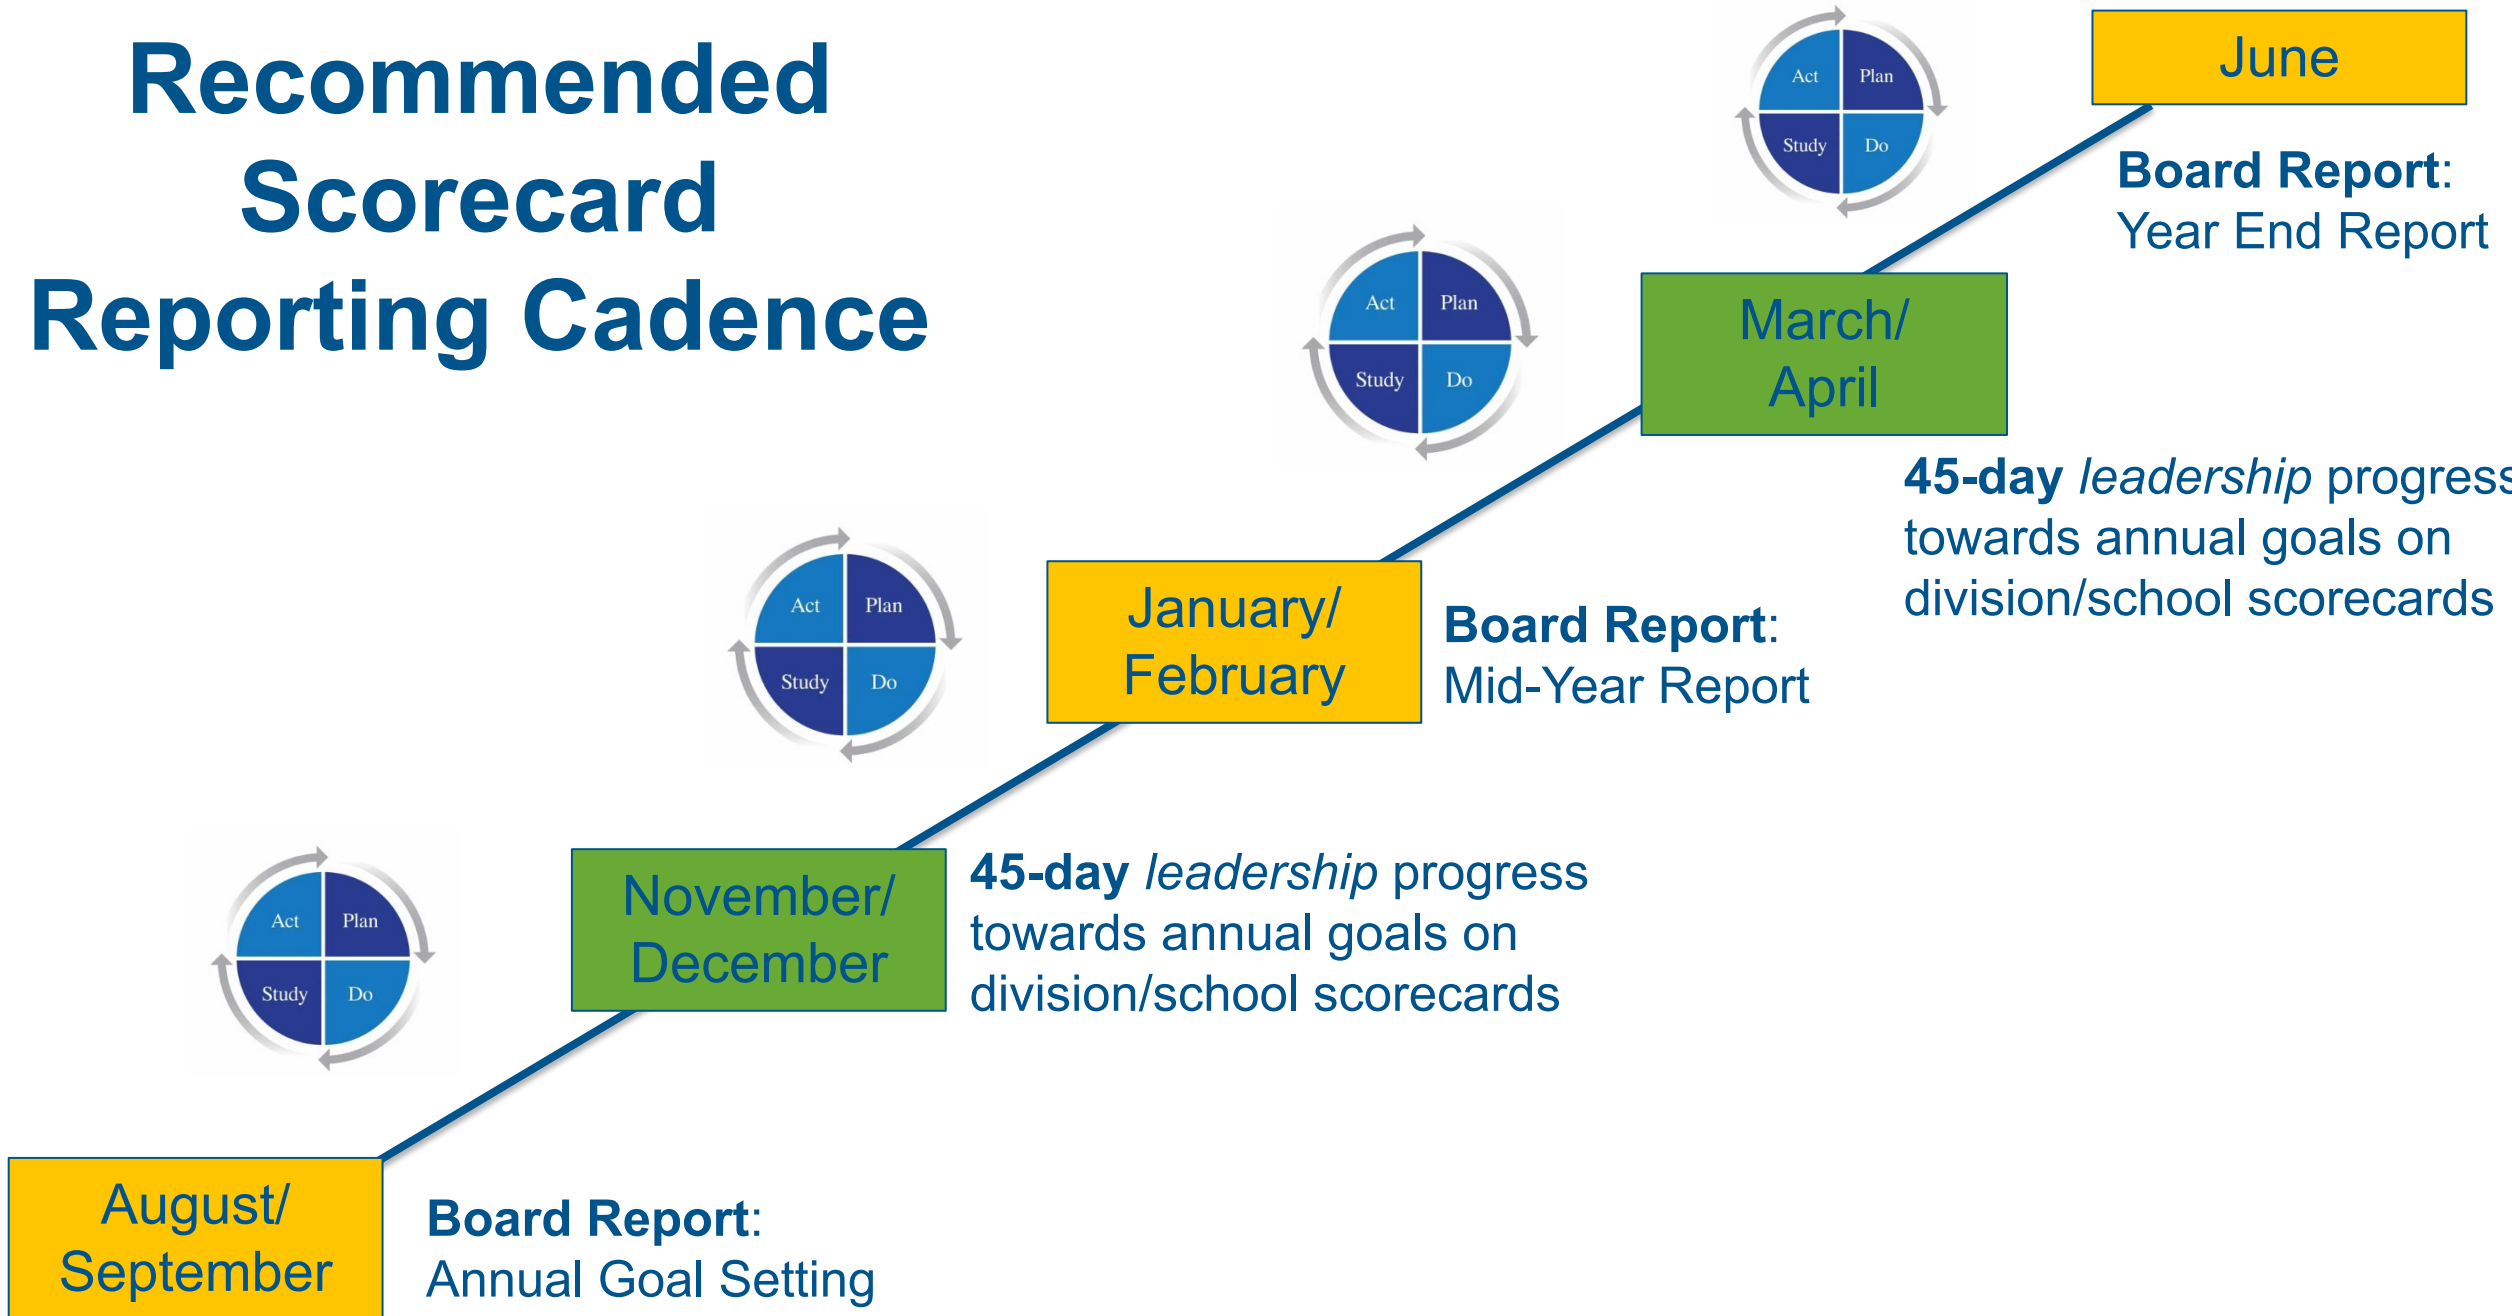 Recommended
Scorecard
Reporting Cadence
Act Plan
Study Do
June
Board Report:
Year End Report
Act Plan
Study Do
March/
April
45-day leadership progress
towards annual goals on
division/school scorecards
Act Plan
Study Do
January/
February
Board Report:
Mid-Year Report
Act Plan
Study Do
November/
December
45-day leadership progress
towards annual goals on
division/school scorecards
August/
September
Board Report:
Annual Goal Setting